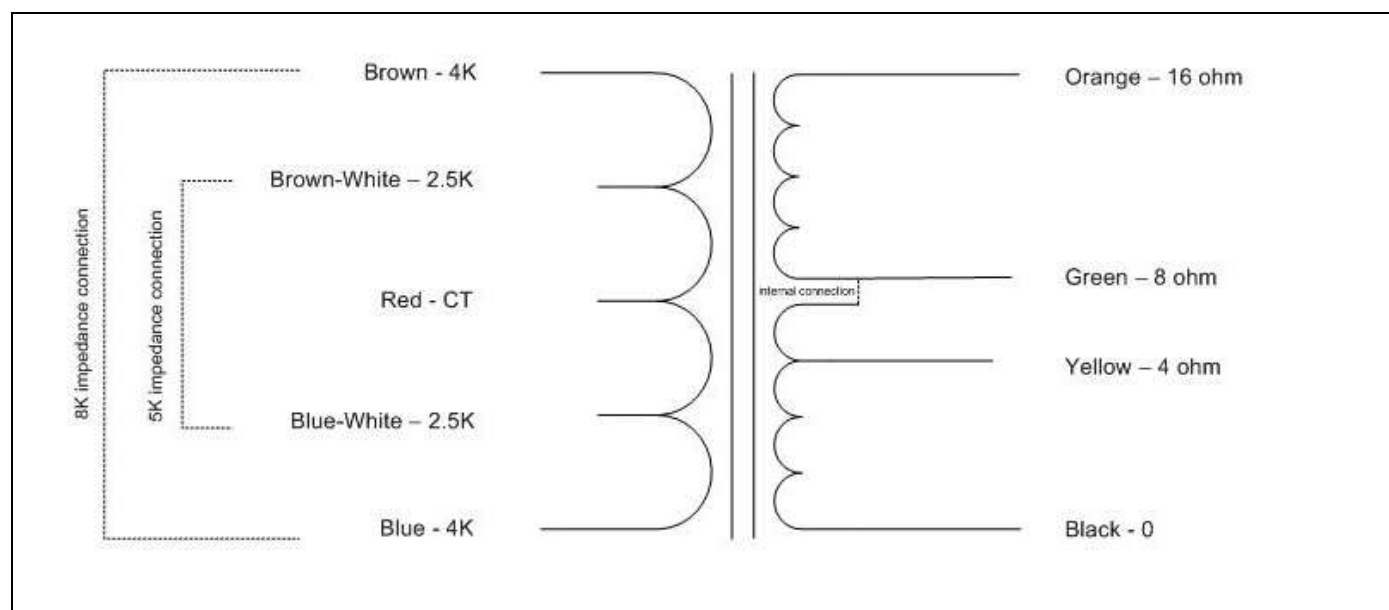 Brown - 4K
Brown-White – 2.5K
Red - CT
Blue-White – 2.5K
Blue - 4K
8K impedance connection
5K impedance connection
Orange – 16 ohm
Green – 8 ohm
internal connection
Yellow – 4 ohm
Black - 0